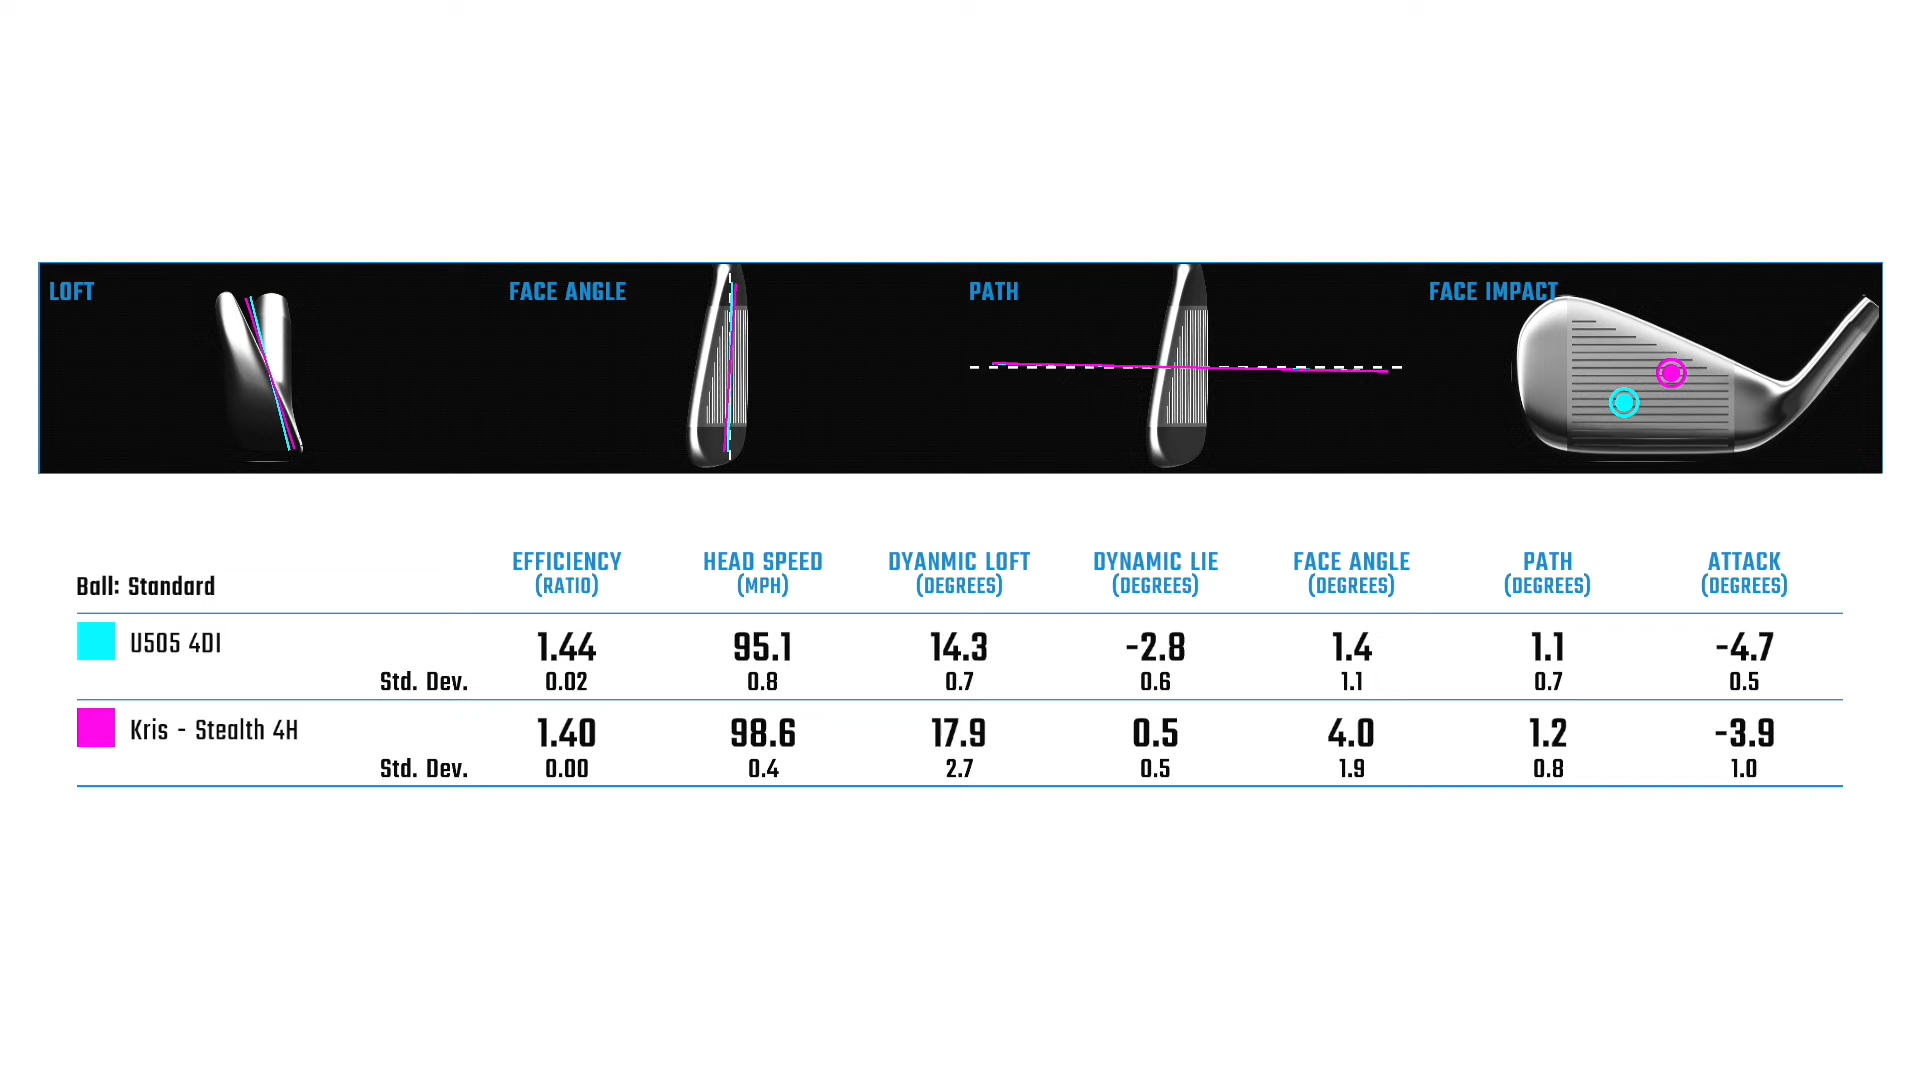 LOFT
FACE ANGLE
PATH
FACE IMPACT
EFFICIENCY HEAD SPEED DYANMIC LOFT DYNAMIC LIE FACE ANGLE PATH ATTACK
Ball: Standard (RATIO) (MPH) (DEGREES) (DEGREES) (DEGREES) (DEGREES) (DEGREES)
U505 4DI 1.44 95.1 14.3 -2.8 1.4 1.1 -4.7
Std. Dev. 0.02 0.8 0.7 0.6 1.1 0.7 0.5
Kris - Stealth 4H 1.40 98.6 17.9 0.5 4.0 1.2 -3.9
Std. Dev. 0.00 0.4 2.7 0.5 1.9 0.8 1.0